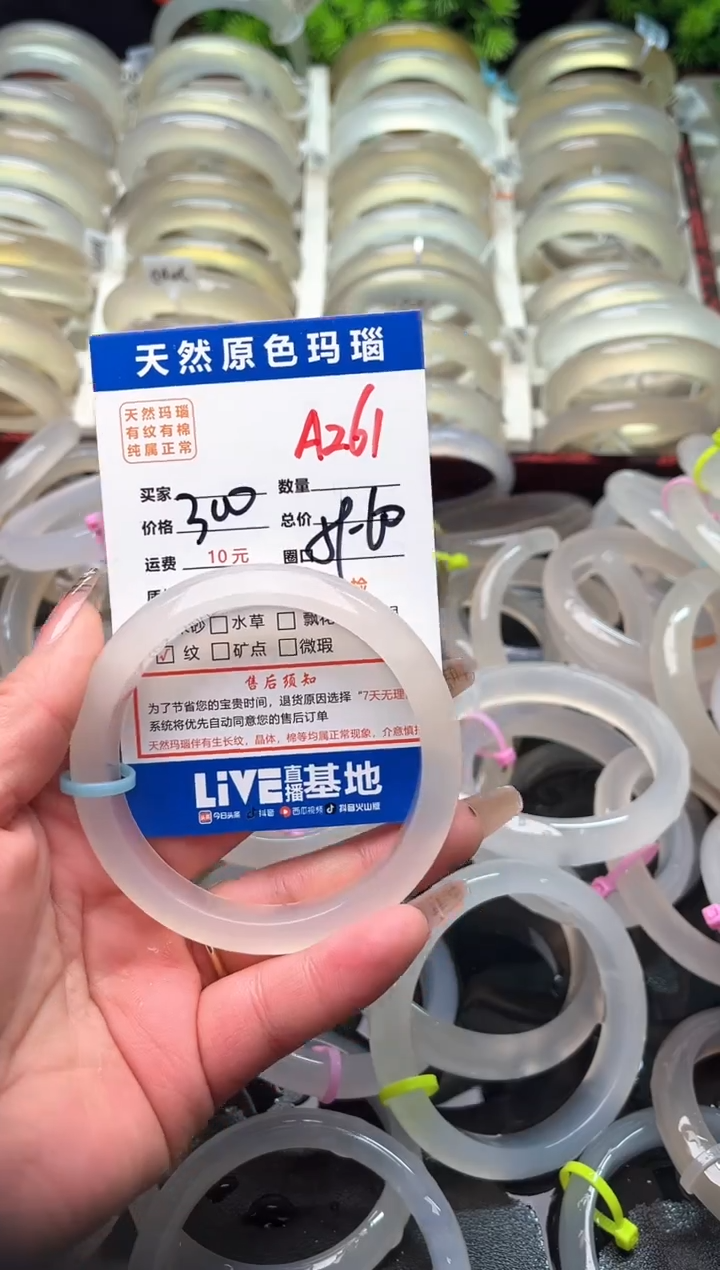 天然原色玛瑙
天然玛瑙
有纹有棉
纯属正常
A261
买家 数量
价格 300 总价
运费 10元 圈口
水草
纹 矿点 微瑕
售后须知
为了节省您的宝贵时间，退货原因选择 “7天无理
系统将优先自动同意您的售后订单
天然玛瑙伴有生长纹，晶体，棉等均属正常现象，介意慎
LiVE直播基地
今日头条 抖音 西瓜视频 抖音火山版